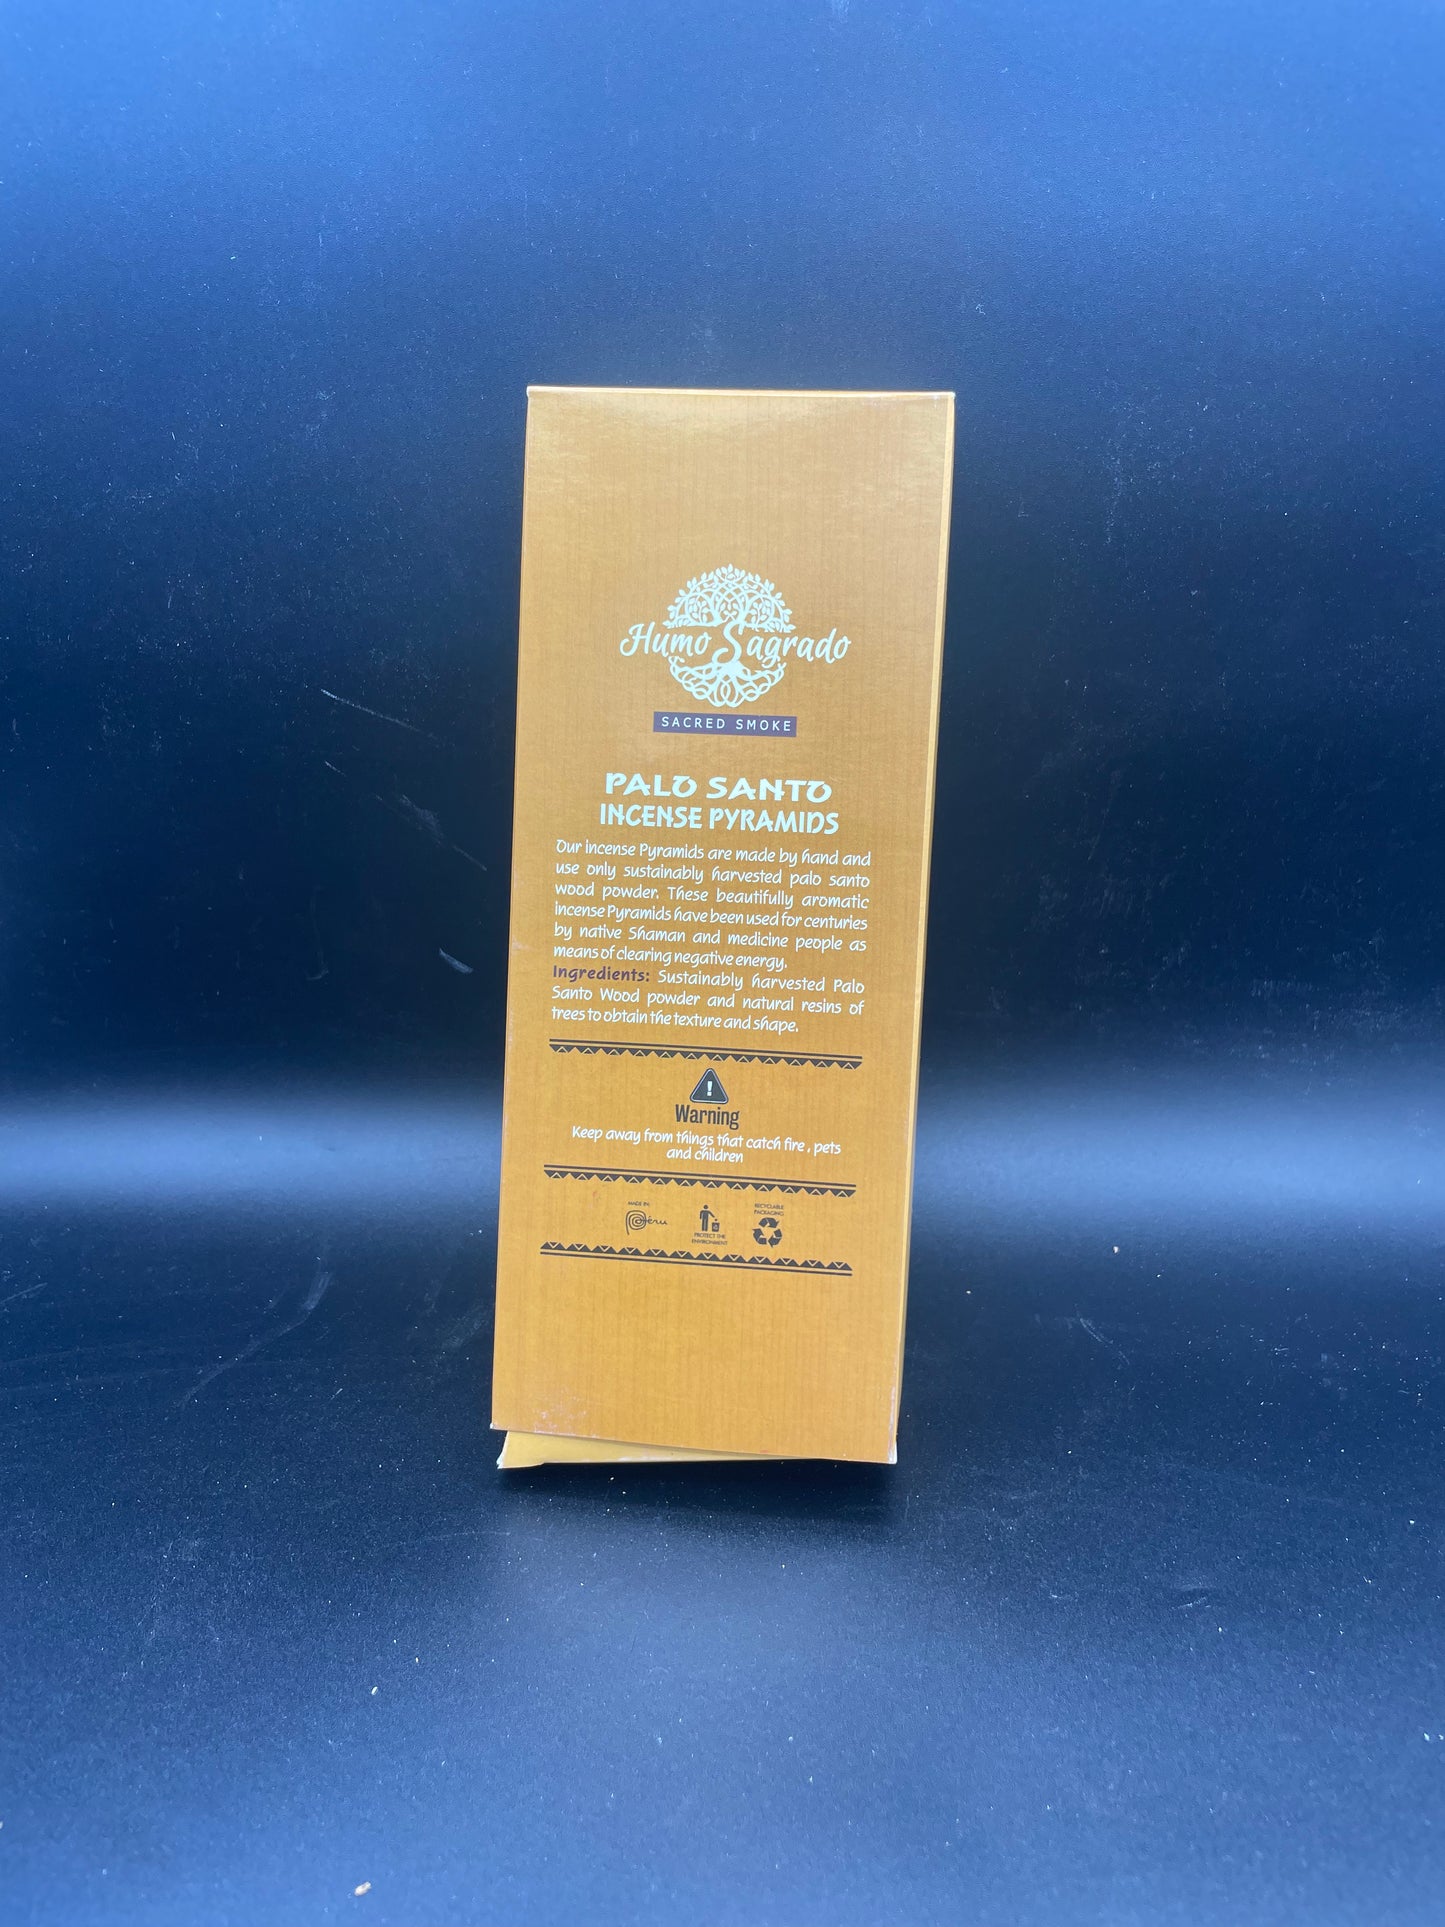 Humo Sagrado
SACRED SMOKE
PALO SANTO
INCENSE PYRAMIDS
Our incense Pyramids are made by hand and
use only sustainably harvested palo santo
wood powder. These beautifully aromatic
incense Pyramids have been used for centuries
by native Shaman and medicine people as
means of clearing negative energy.
Ingredients: Sustainably harvested Palo
Santo Wood powder and natural resins of
trees to obtain the texture and shape.
!
Warning
Keep away from things that catch fire, pets
and children
MADE IN:
Perú
PROTECT THE
ENVIRONMENT
RECYCLABLE
PACKAGING